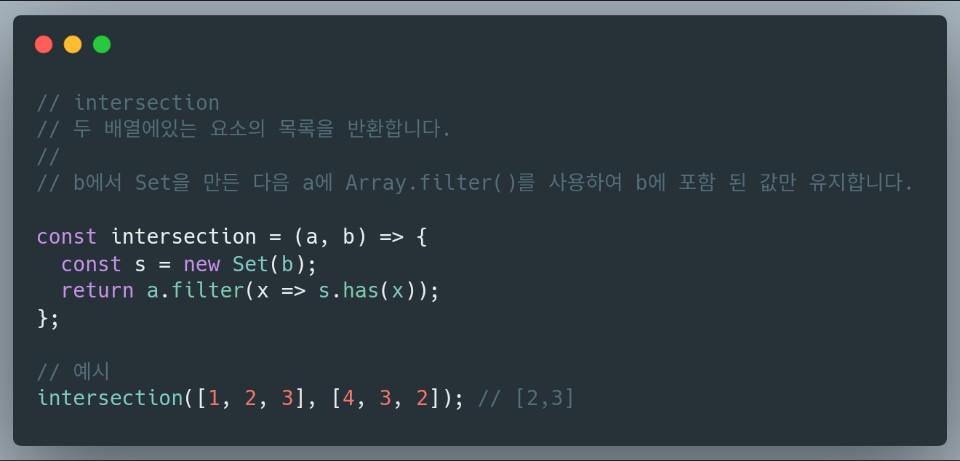 // intersection
// 두 배열에있는 요소의 목록을 반환합니다.
//
// b에서 Set을 만든 다음 a에 Array.filter()를 사용하여 b에 포함 된 값만 유지합니다.
const intersection = (a, b) => {
  const s = new Set(b);
  return a.filter(x => s.has(x));
};
// 예시
intersection([1, 2, 3], [4, 3, 2]); // [2,3]